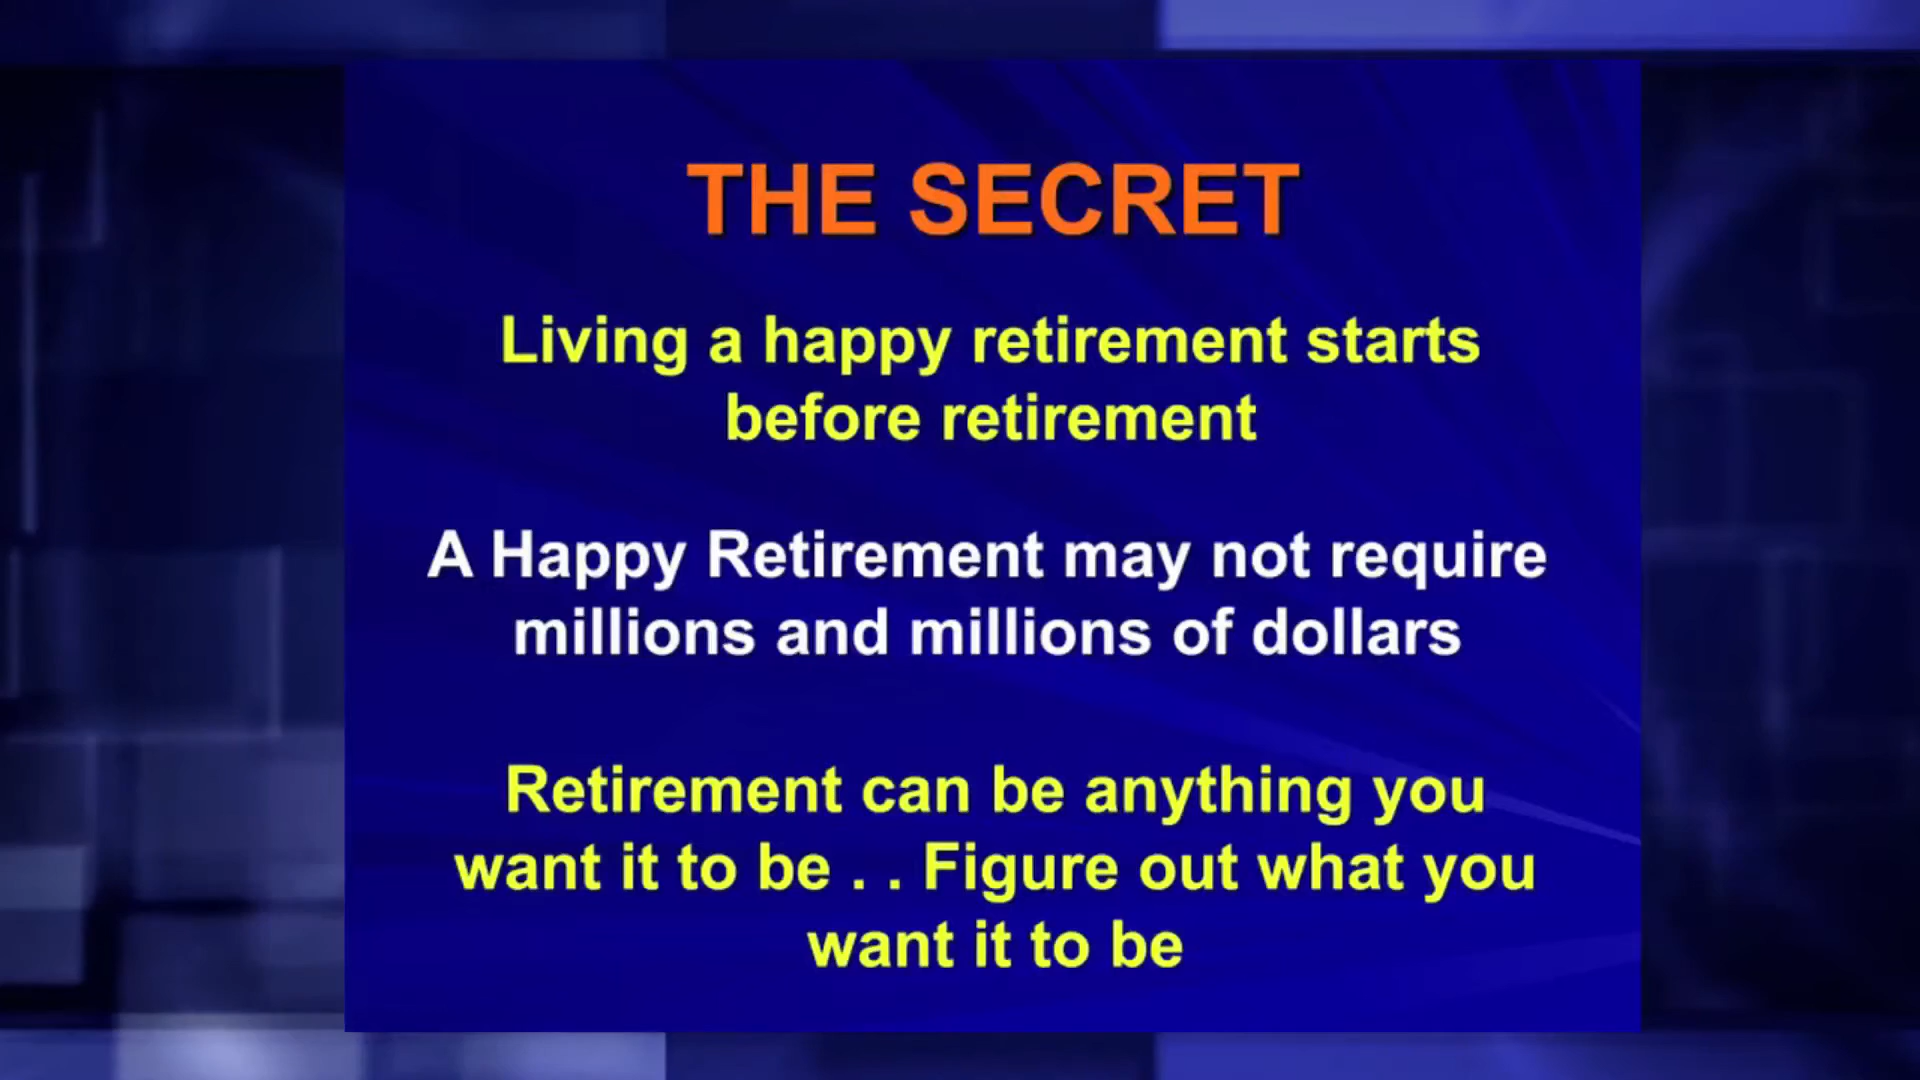 THE SECRET
Living a happy retirement starts
before retirement
A Happy Retirement may not require
millions and millions of dollars
Retirement can be anything you
want it to be . . Figure out what you
want it to be